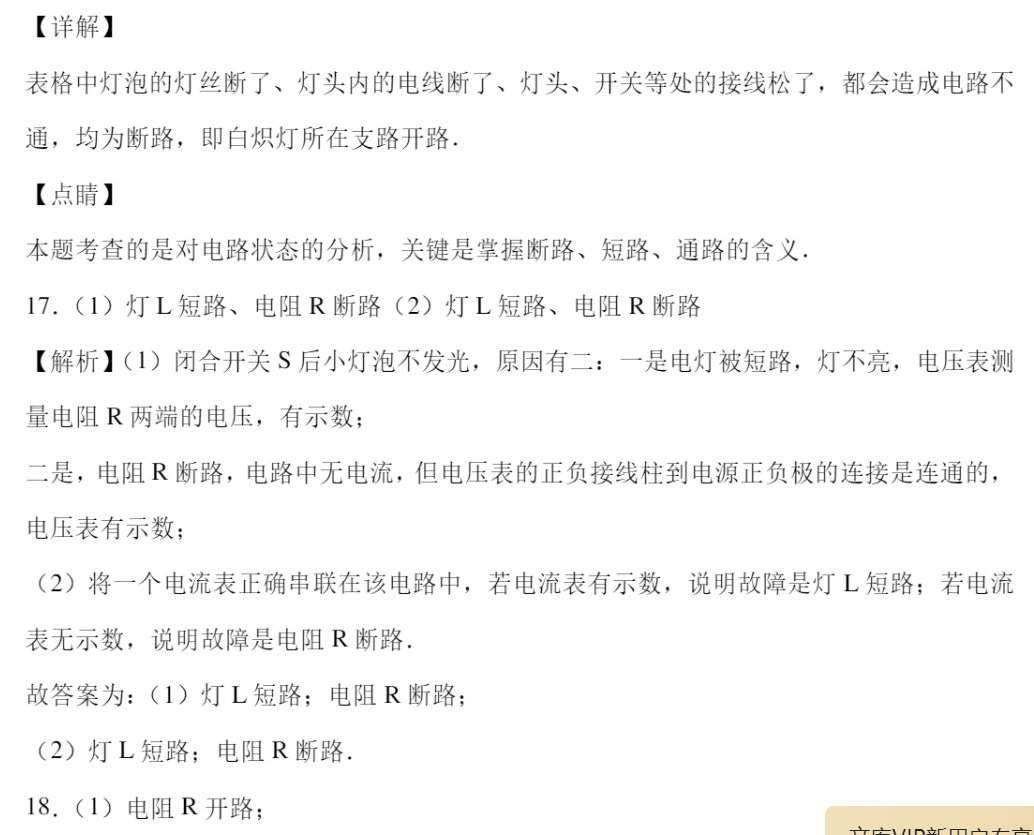 【详解】
表格中灯泡的灯丝断了、灯头内的电线断了、灯头、开关等处的接线松了，都会造成电路不
通，均为断路，即白炽灯所在支路开路．
【点睛】
本题考查的是对电路状态的分析，关键是掌握断路、短路、通路的含义．
17．（1）灯 L 短路、电阻 R 断路（2）灯 L 短路、电阻 R 断路
【解析】（1）闭合开关 S 后小灯泡不发光，原因有二：一是电灯被短路，灯不亮，电压表测
量电阻 R 两端的电压，有示数；
二是，电阻 R 断路，电路中无电流，但电压表的正负接线柱到电源正负极的连接是连通的，
电压表有示数；
（2）将一个电流表正确串联在该电路中，若电流表有示数，说明故障是灯 L 短路；若电流
表无示数，说明故障是电阻 R 断路．
故答案为：（1）灯 L 短路；电阻 R 断路；
（2）灯 L 短路；电阻 R 断路．
18．（1）电阻 R 开路；
文库VIP新用户专享